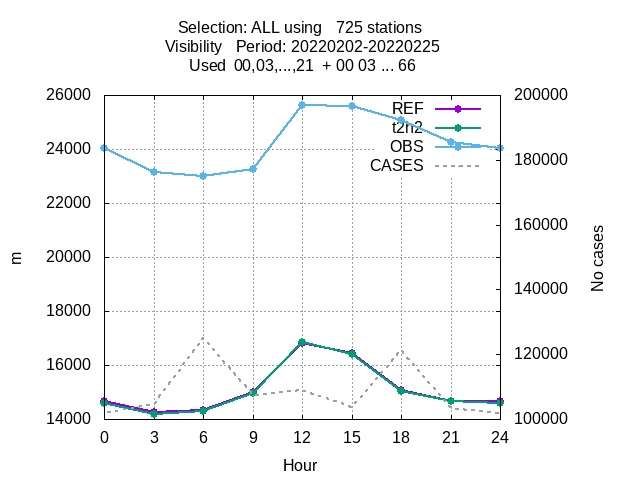 Selection: ALL using   725 stations
Visibility   Period: 20220202-20220225
Used  00,03,...,21  + 00 03 ... 66
26000
24000
22000
20000
18000
16000
14000
200000
180000
160000
140000
120000
100000
REF
t2h2
OBS
CASES
m
No cases
0 3 6 9 12 15 18 21 24
Hour